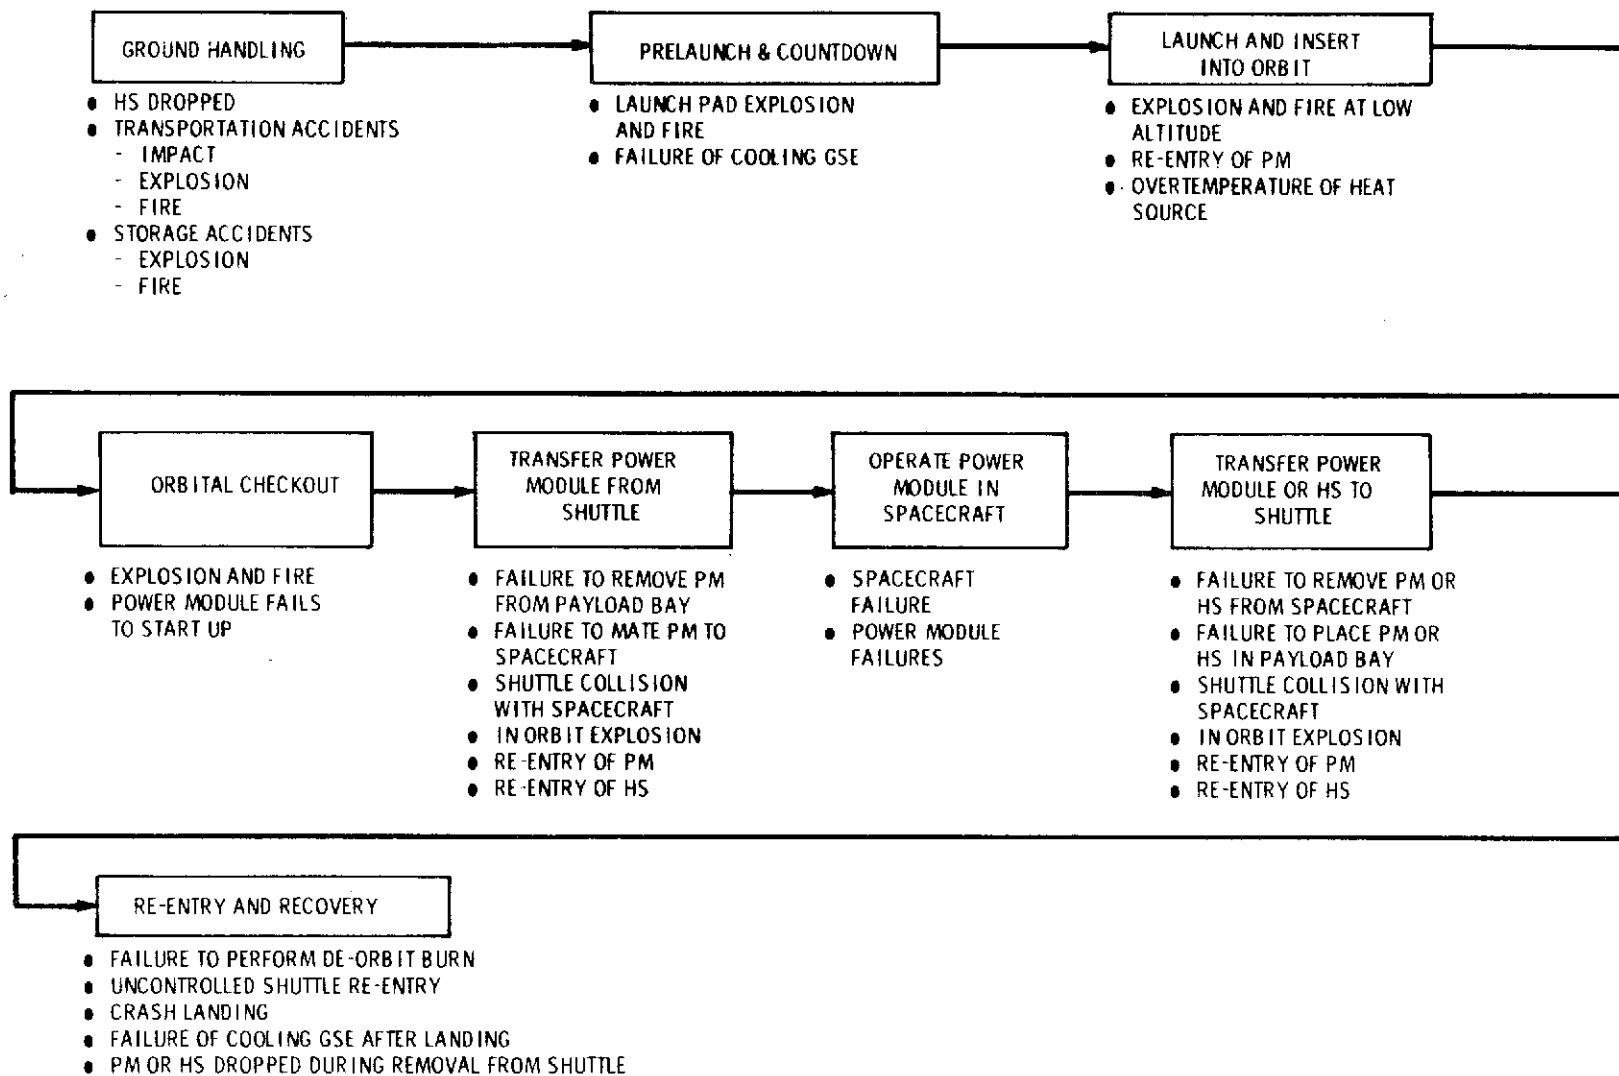 GROUND HANDLING
● HS DROPPED
● TRANSPORTATION ACCIDENTS
- IMPACT
- EXPLOSION
- FIRE
● STORAGE ACCIDENTS
- EXPLOSION
- FIRE
PRELAUNCH & COUNTDOWN
● LAUNCH PAD EXPLOSION
AND FIRE
● FAILURE OF COOLING GSE
LAUNCH AND INSERT
INTO ORBIT
● EXPLOSION AND FIRE AT LOW
ALTITUDE
● RE-ENTRY OF PM
● OVERTEMPERATURE OF HEAT
SOURCE
ORBITAL CHECKOUT
● EXPLOSION AND FIRE
● POWER MODULE FAILS
TO START UP
TRANSFER POWER
MODULE FROM
SHUTTLE
● FAILURE TO REMOVE PM
FROM PAYLOAD BAY
● FAILURE TO MATE PM TO
SPACECRAFT
● SHUTTLE COLLISION
WITH SPACECRAFT
● IN ORBIT EXPLOSION
● RE-ENTRY OF PM
● RE-ENTRY OF HS
OPERATE POWER
MODULE IN
SPACECRAFT
● SPACECRAFT
FAILURE
● POWER MODULE
FAILURES
TRANSFER POWER
MODULE OR HS TO
SHUTTLE
● FAILURE TO REMOVE PM OR
HS FROM SPACECRAFT
● FAILURE TO PLACE PM OR
HS IN PAYLOAD BAY
● SHUTTLE COLLISION WITH
SPACECRAFT
● IN ORBIT EXPLOSION
● RE-ENTRY OF PM
● RE-ENTRY OF HS
RE-ENTRY AND RECOVERY
● FAILURE TO PERFORM DE-ORBIT BURN
● UNCONTROLLED SHUTTLE RE-ENTRY
● CRASH LANDING
● FAILURE OF COOLING GSE AFTER LANDING
● PM OR HS DROPPED DURING REMOVAL FROM SHUTTLE